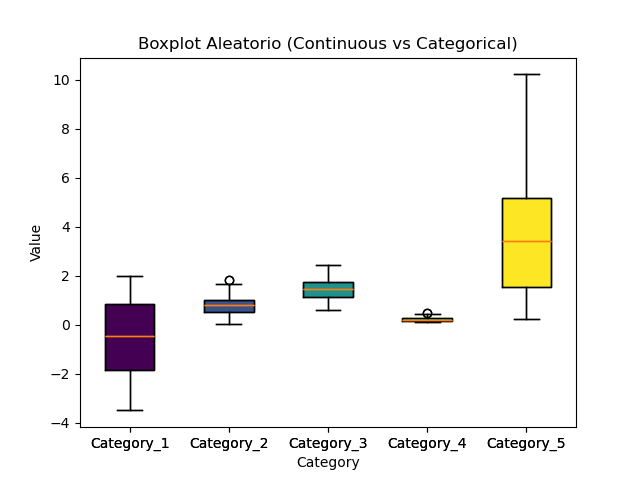 Boxplot Aleatorio (Continuous vs Categorical)
Value
10
8
6
4
2
0
−2
−4
Category_1 Category_2 Category_3 Category_4 Category_5
Category